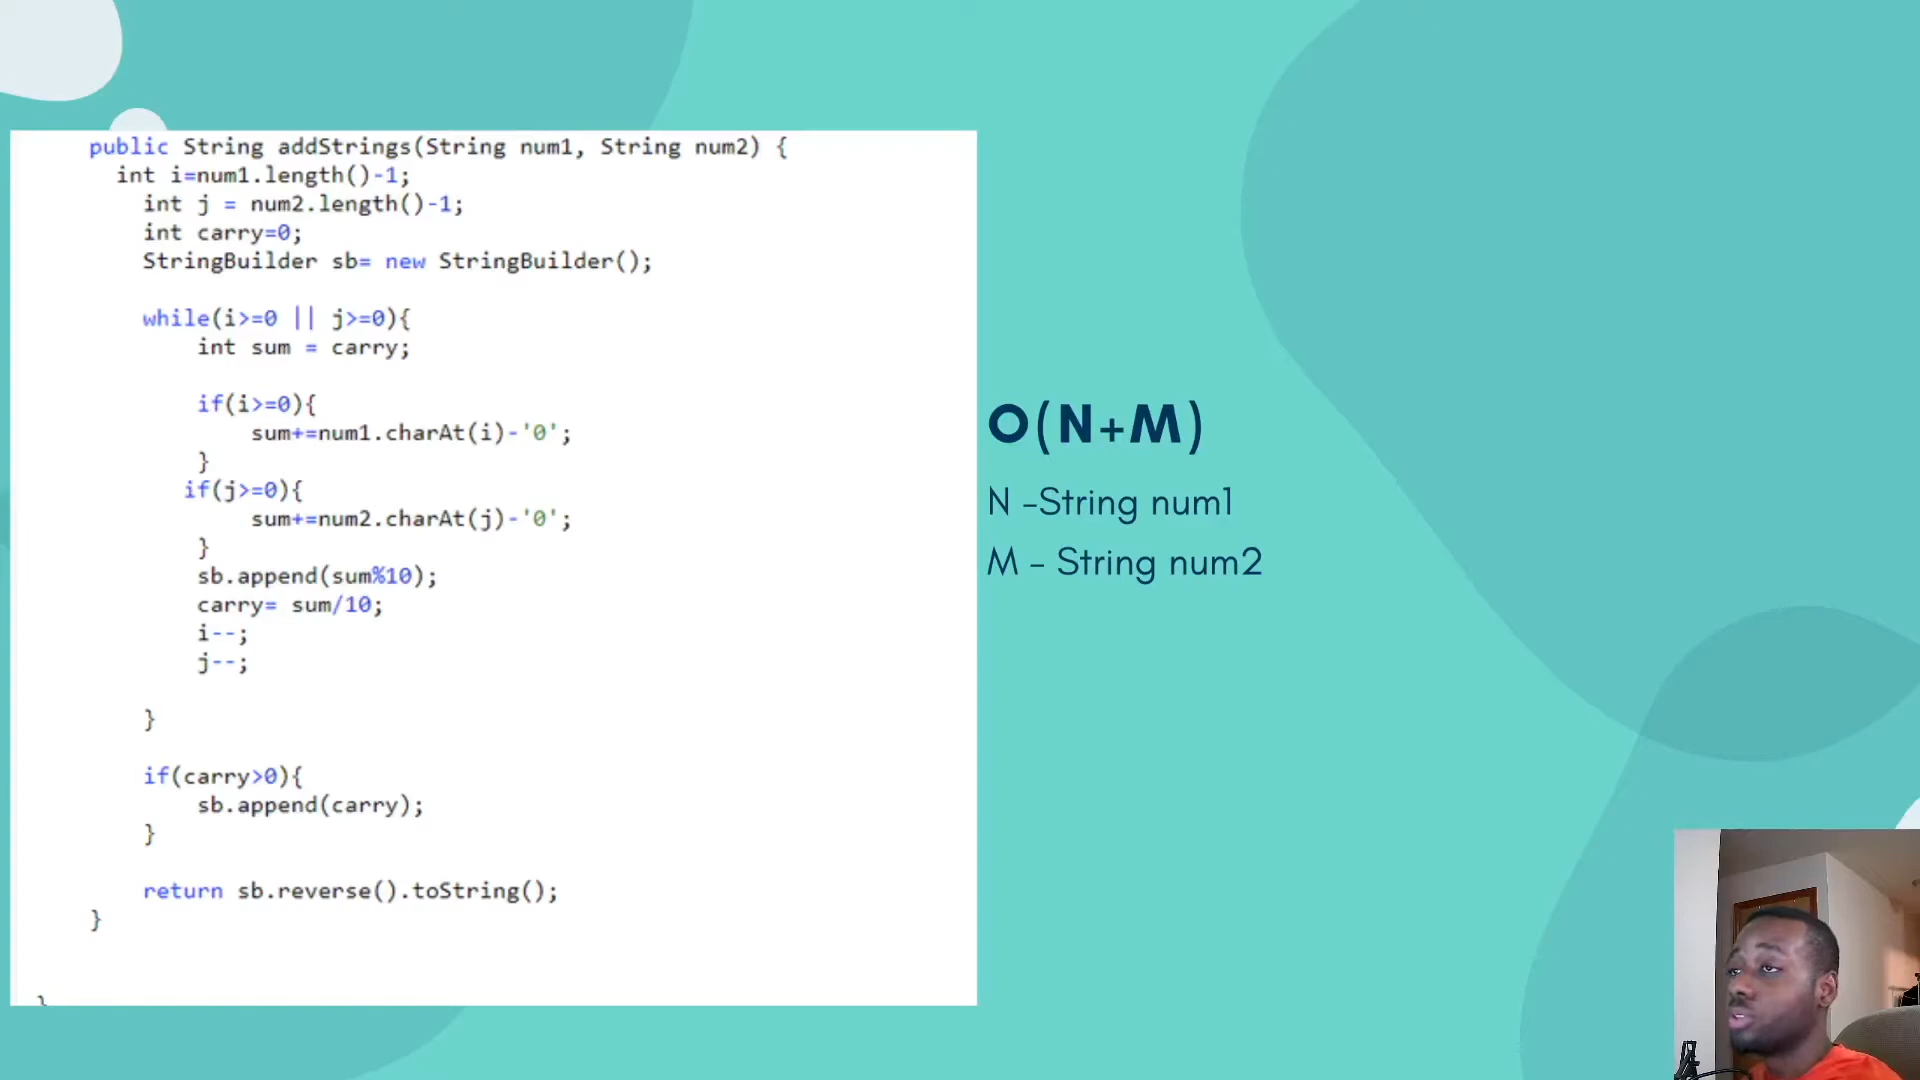 public String addStrings(String num1, String num2) {
int i=num1.length()-1;
int j = num2.length()-1;
int carry=0;
StringBuilder sb= new StringBuilder();
while(i>=0 || j>=0){
int sum = carry;
if(i>=0){
sum+=num1.charAt(i)-'0';
}
if(j>=0){
sum+=num2.charAt(j)-'0';
}
sb.append(sum%10);
carry= sum/10;
i--;
j--;
}
if(carry>0){
sb.append(carry);
}
return sb.reverse().toString();
}
}
O(N+M)
N -String num1
M - String num2